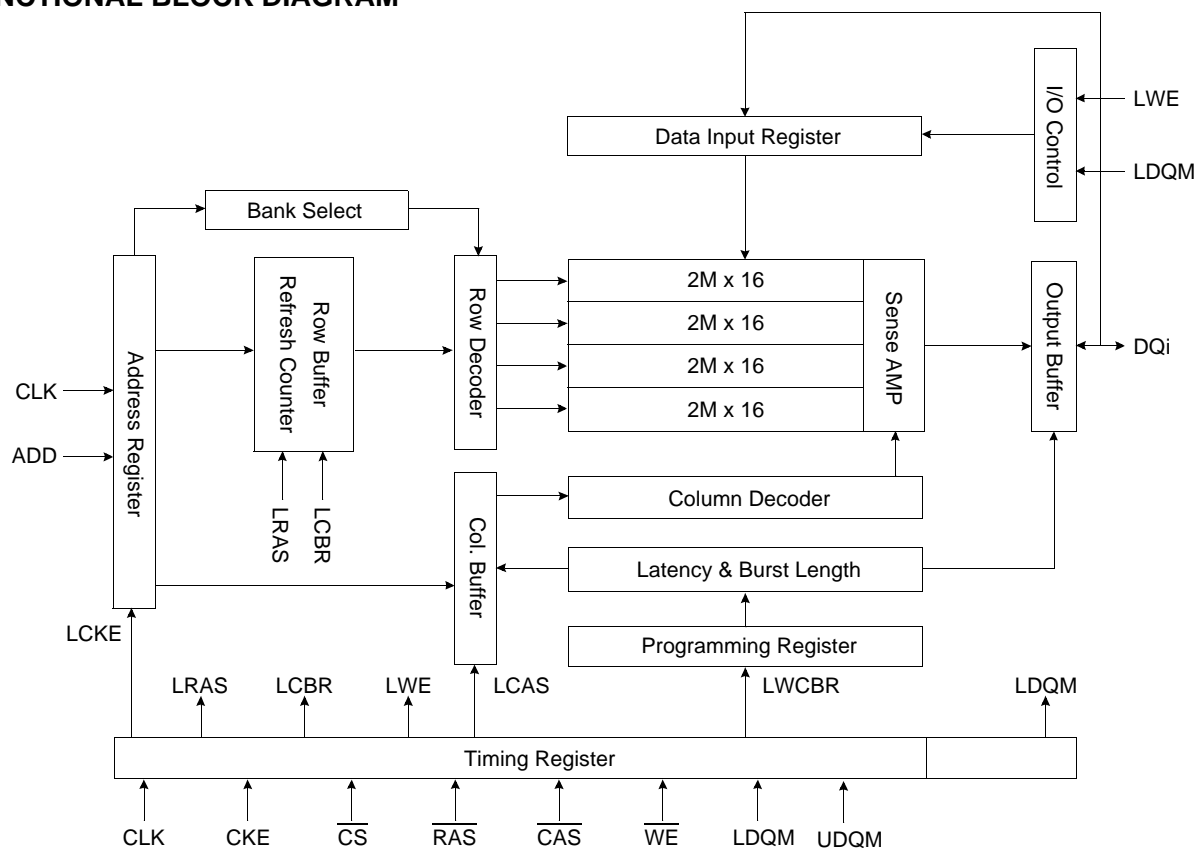 LWE
I/O Control
Data Input Register
LDQM
Bank Select
Address Register
Refresh Counter
Row Buffer
Row Decoder
2M x 16
2M x 16
2M x 16
2M x 16
Sense AMP
Output Buffer
DQi
CLK
ADD
LRAS
LCBR
Col. Buffer
Column Decoder
Latency & Burst Length
Programming Register
LCKE
LRAS
LCBR
LWE
LCAS
LWCBR
LDQM
Timing Register
CLK
CKE
CS
RAS
CAS
WE
LDQM
UDQM